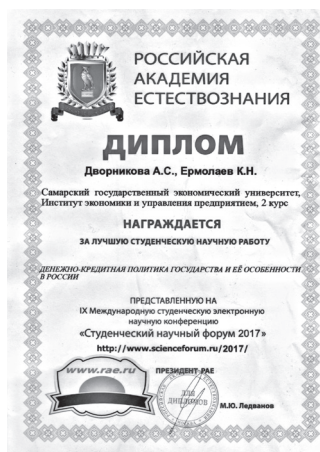 РОССИЙСКАЯ
АКАДЕМИЯ
ЕСТЕСТВОЗНАНИЯ
ДИПЛОМ
Дворникова А.С., Ермолаев К.Н.
Самарский государственный экономический университет,
Институт экономики и управления предприятием, 2 курс
НАГРАЖДАЕТСЯ
ЗА ЛУЧШУЮ СТУДЕНЧЕСКУЮ НАУЧНУЮ РАБОТУ
ДЕНЕЖНО-КРЕДИТНАЯ ПОЛИТИКА ГОСУДАРСТВА И ЕЁ ОСОБЕННОСТИ
В РОССИИ
ПРЕДСТАВЛЕННУЮ НА
IX Международную студенческую электронную
научную конференцию
«Студенческий научный форум 2017»
http://www.scienceforum.ru/2017/
www.rae.ru
ПРЕЗИДЕНТ РАЕ
ДЛЯ
ДИПЛОМОВ
М.Ю. Ледванов